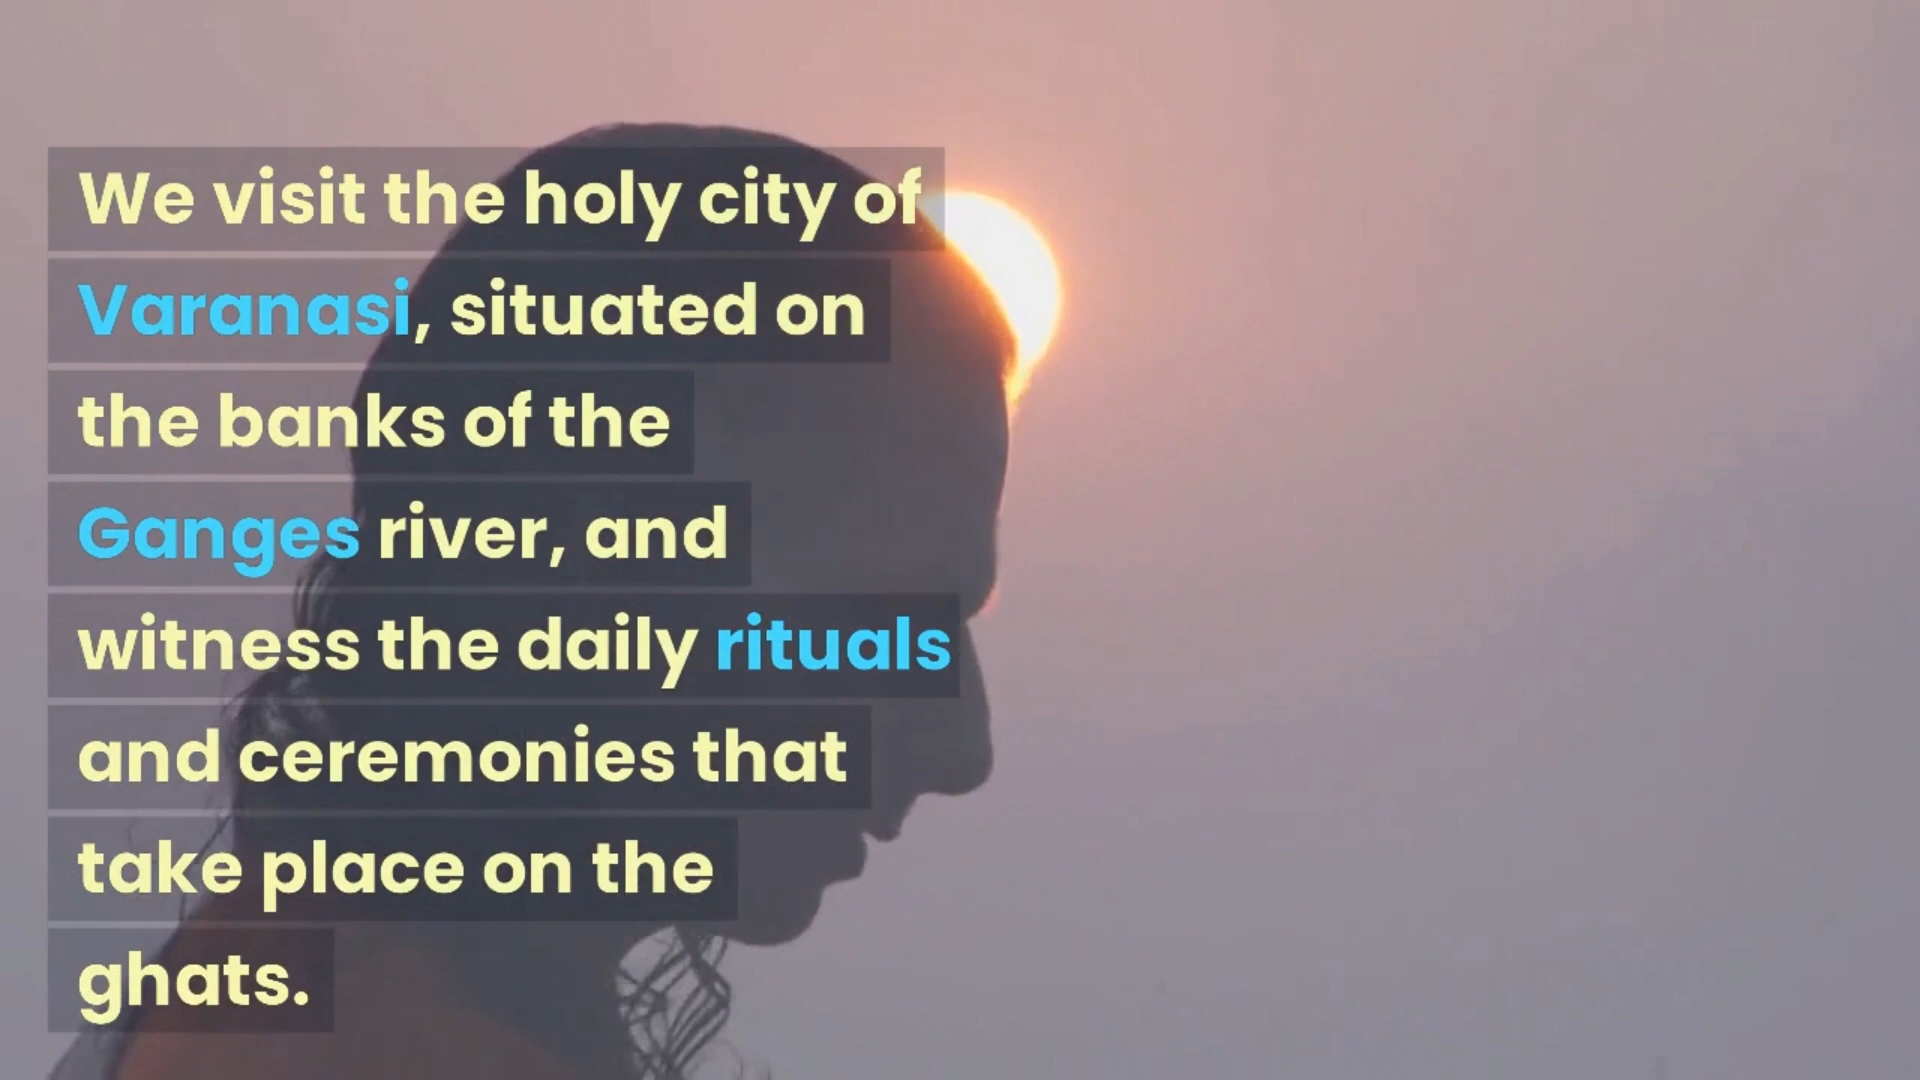 We visit the holy city of
Varanasi, situated on
the banks of the
Ganges river, and
witness the daily rituals
and ceremonies that
take place on the
ghats.